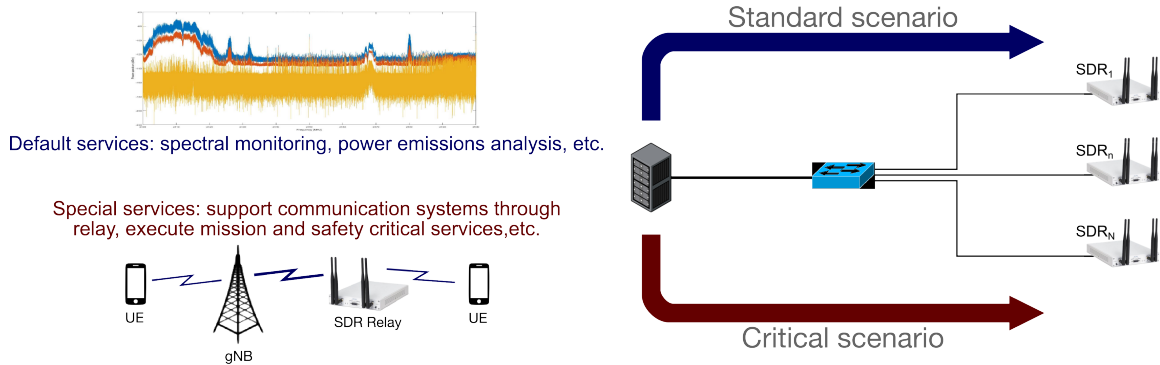 Default services: spectral monitoring, power emissions analysis, etc.
Special services: support communication systems through
relay, execute mission and safety critical services,etc.
UE
gNB
SDR Relay
UE
Standard scenario
SDR₁
SDRₙ
SDR_N
Critical scenario